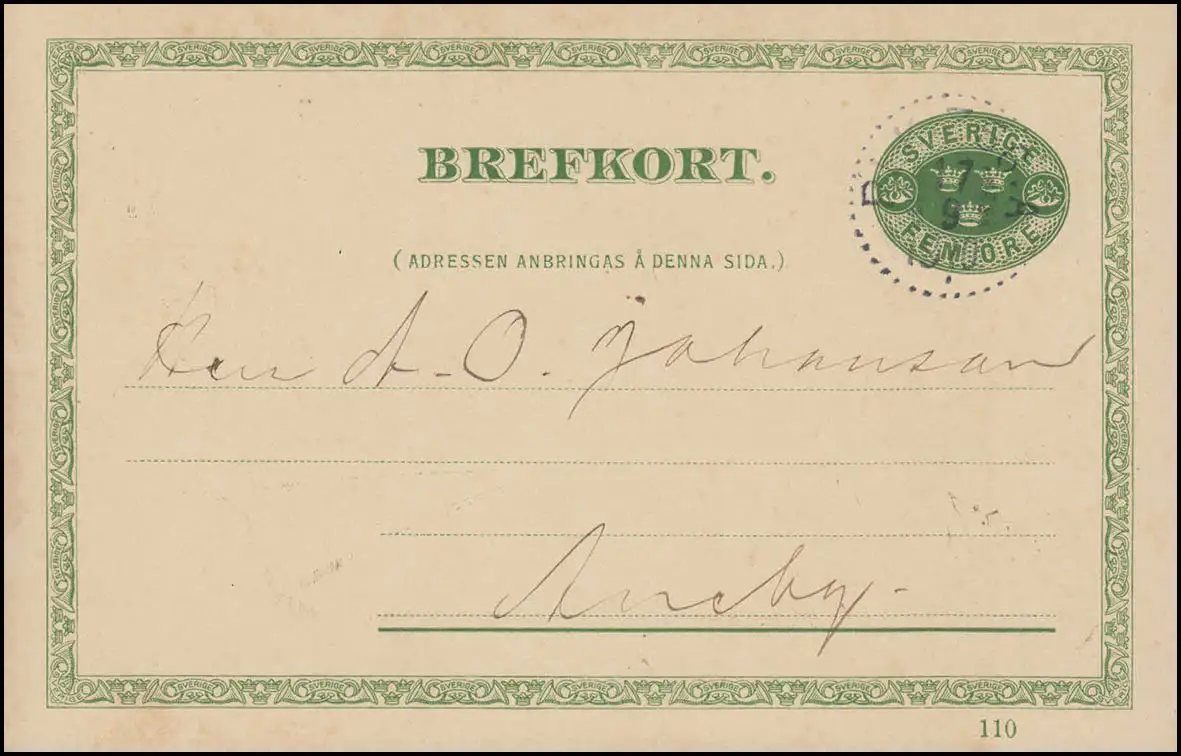 BREFKORT.
SVERIGE
FEM ÖRE
(ADRESSEN ANBRINGAS Å DENNA SIDA.)
Herr A-O. Johansson
Aneby-
110